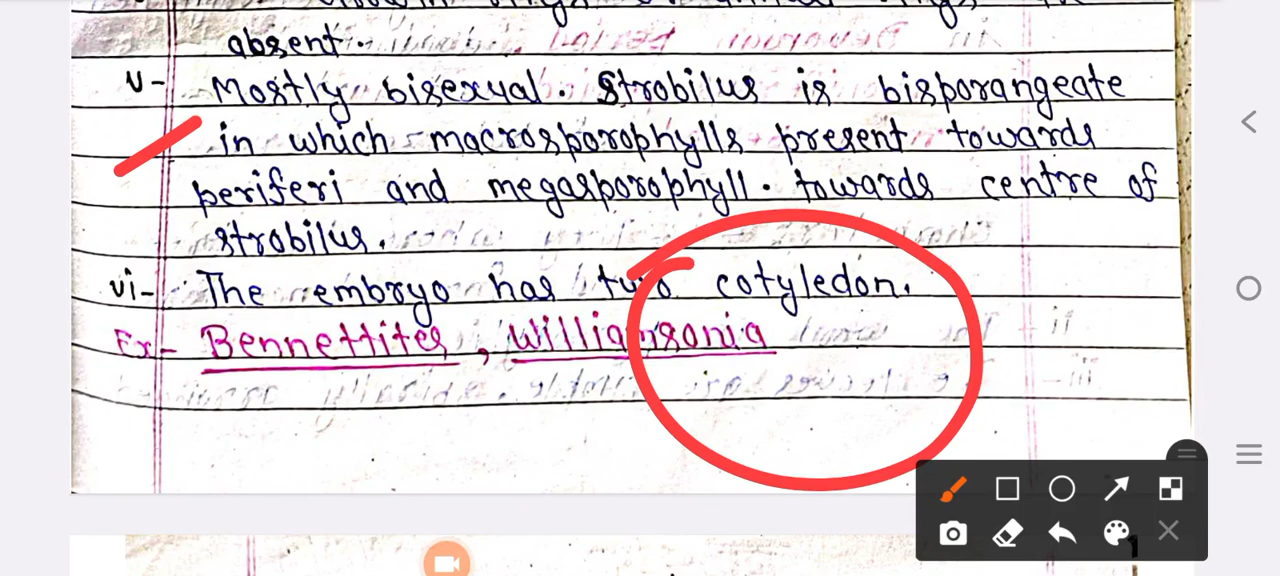 absent.
v- Mostly bisexual. Strobilus is bisporangeate
in which macrosporophylls present towards
periferi and megasporophyll. towards centre of
strobilus.
vi- The embryo has two cotyledon.
Ex- Bennettites, Williamsonia